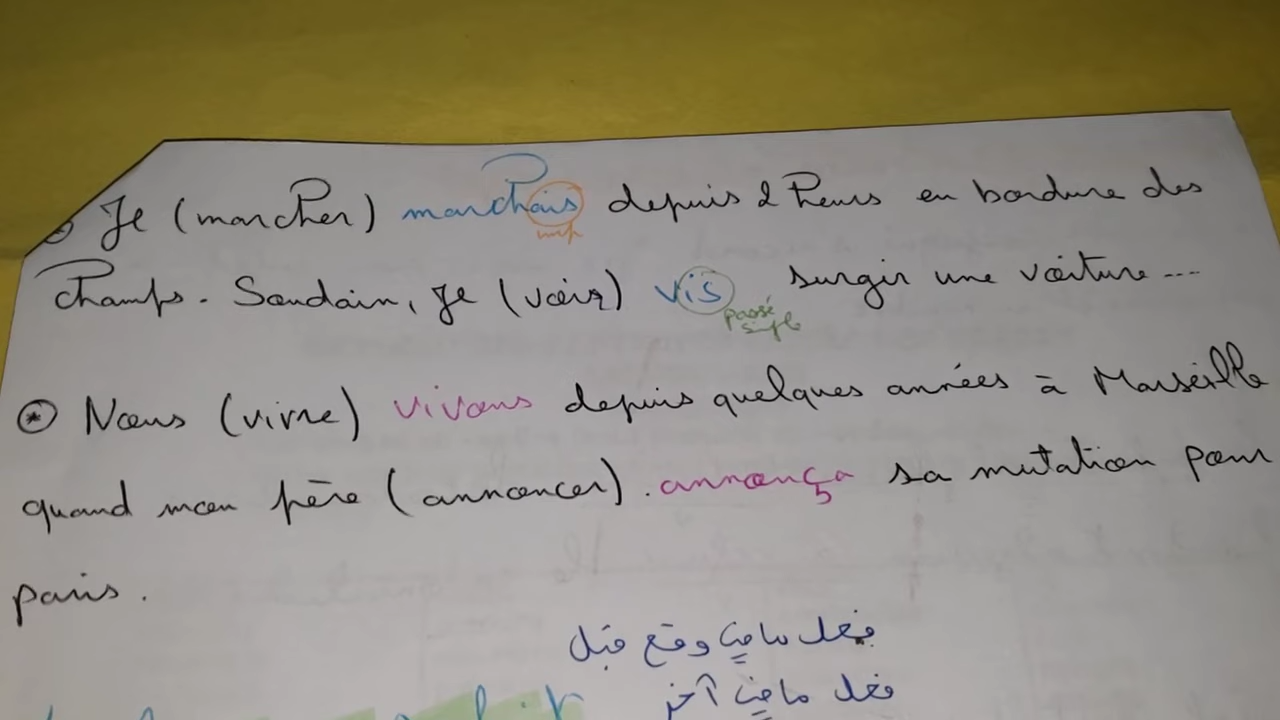 Je (marcher) marchais depuis 2 heurs en bordure des
imp
champs. Soudain, je (voir) vis surgir une voiture ....
passé
simple
* Nous (vivre) vivons depuis quelques années à Marseille
quand mon père (annoncer). annonça sa mutation pour
paris.
فعل ماضي وقع قبل
فعل ماضي آخر